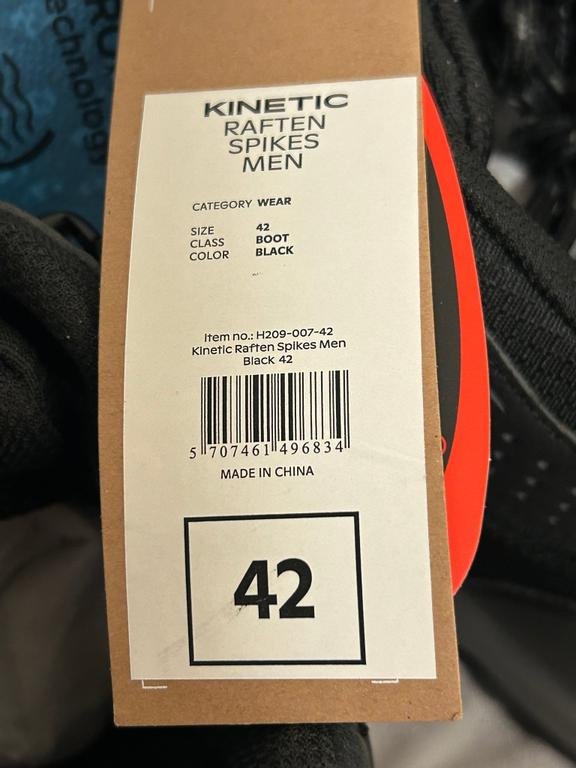 Technology
KINETIC
RAFTEN
SPIKES
MEN
CATEGORY WEAR
SIZE 42
CLASS BOOT
COLOR BLACK
Item no.: H209-007-42
Kinetic Raften Spikes Men
Black 42
5 707461 496834
MADE IN CHINA
42